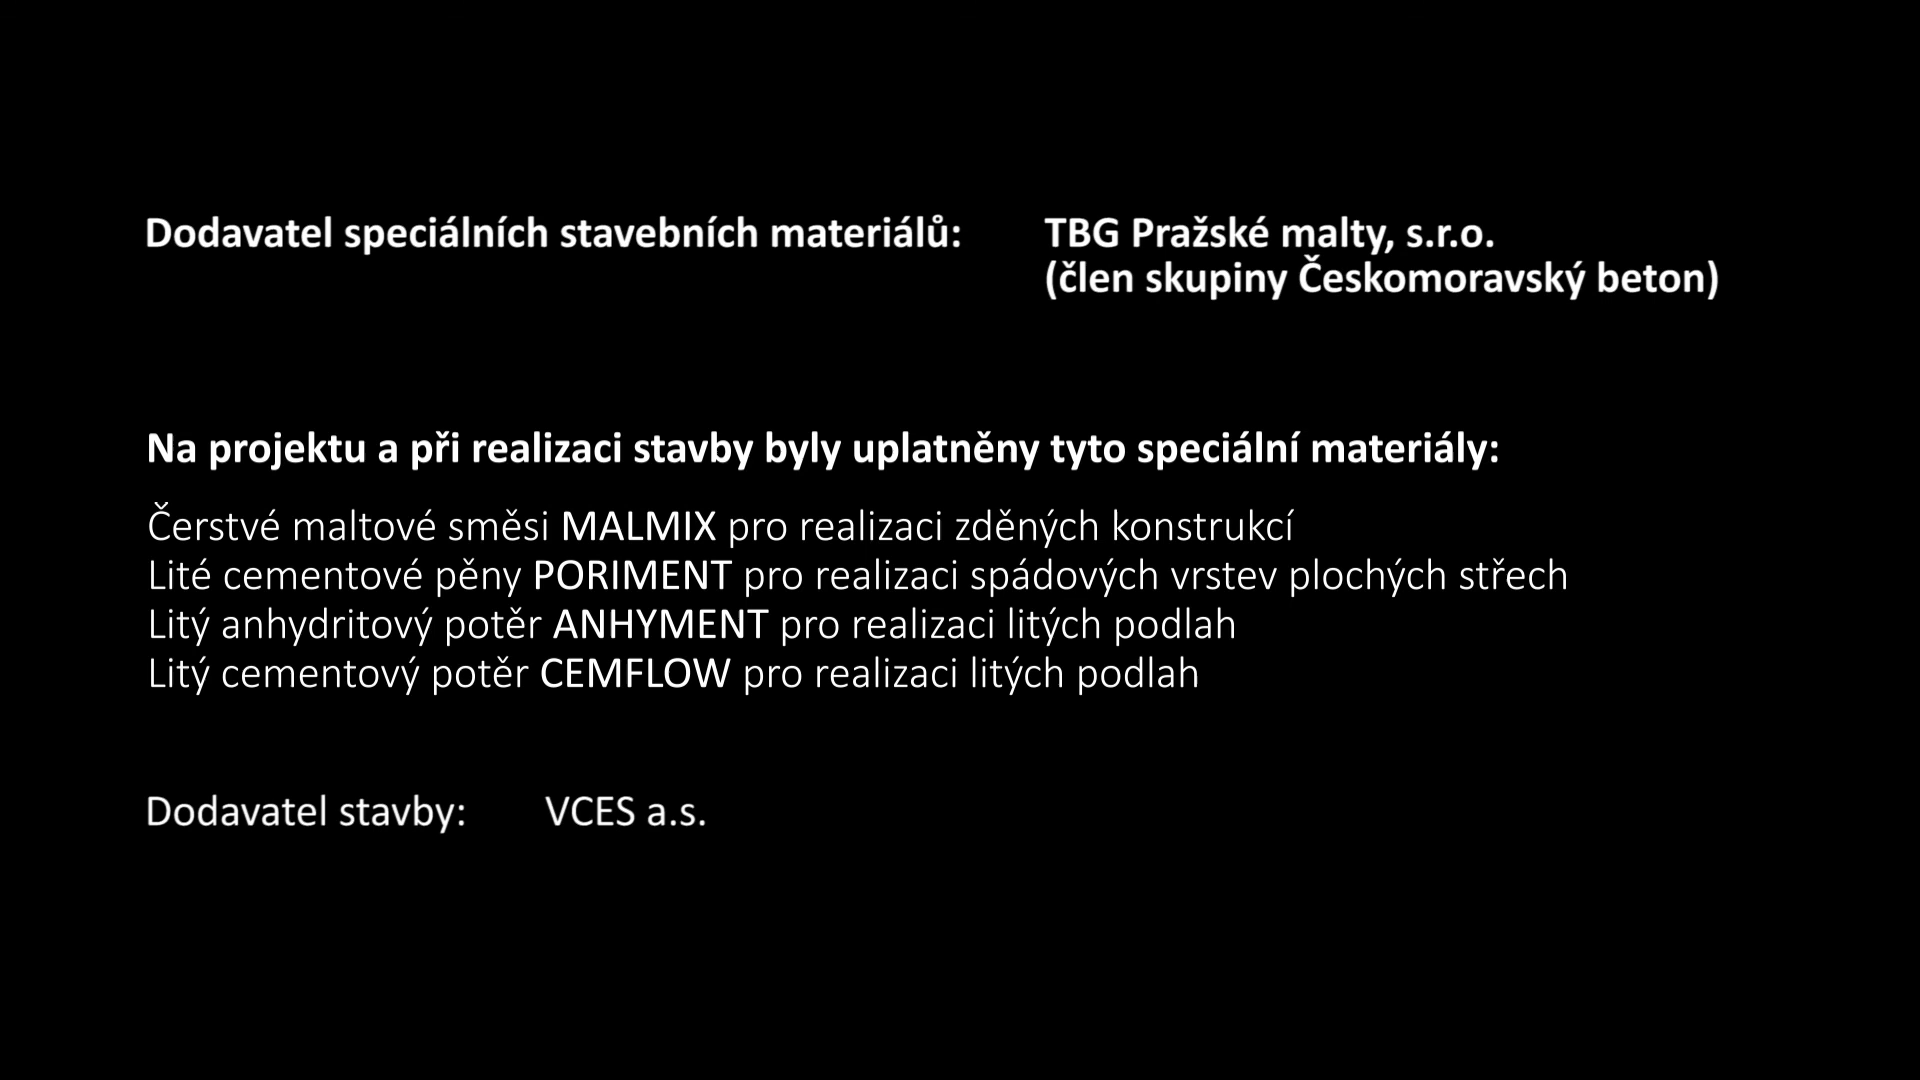 Dodavatel speciálních stavebních materiálů: TBG Pražské malty, s.r.o.
(člen skupiny Českomoravský beton)
Na projektu a při realizaci stavby byly uplatněny tyto speciální materiály:
Čerstvé maltové směsi MALMIX pro realizaci zděných konstrukcí
Lité cementové pěny PORIMENT pro realizaci spádových vrstev plochých střech
Litý anhydritový potěr ANHYMENT pro realizaci litých podlah
Litý cementový potěr CEMFLOW pro realizaci litých podlah
Dodavatel stavby: VCES a.s.